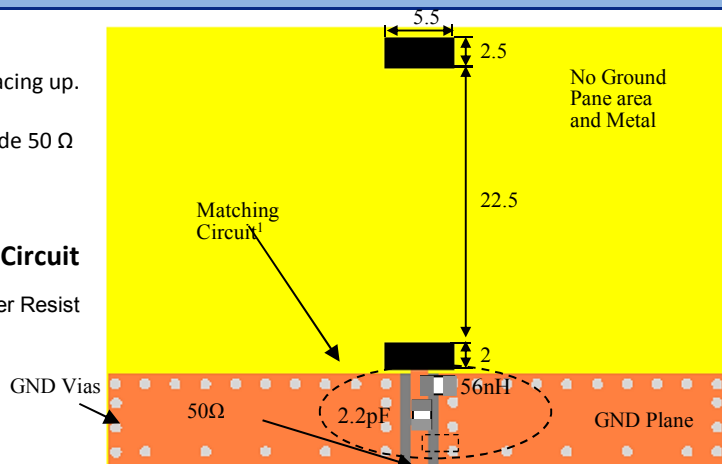 5.5
2.5
acing up.
No Ground
Pane area
and Metal
de 50 Ω
22.5
Matching
Circuit¹
Circuit
er Resist
2
GND Vias
56nH
50Ω
2.2pF
GND Plane